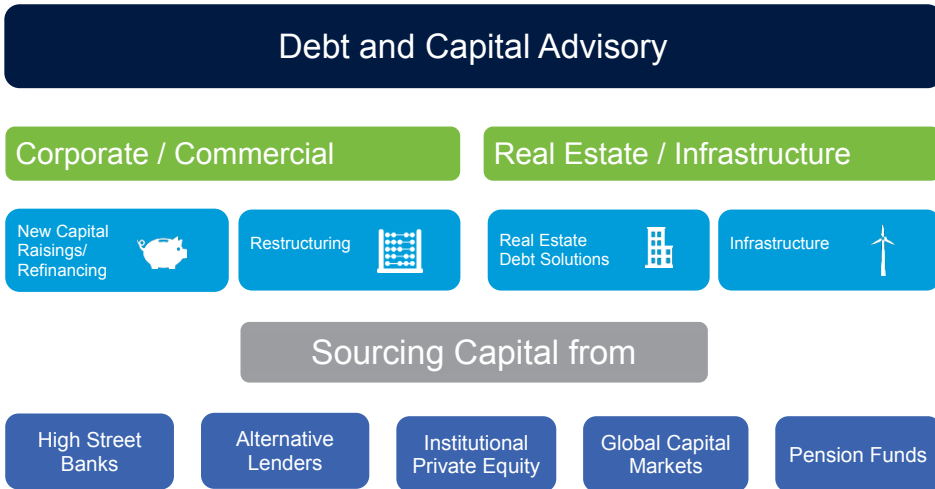 Debt and Capital Advisory
Corporate / Commercial
Real Estate / Infrastructure
New Capital
Raisings/
Refinancing
Restructuring
Real Estate
Debt Solutions
Infrastructure
Sourcing Capital from
High Street
Banks
Alternative
Lenders
Institutional
Private Equity
Global Capital
Markets
Pension Funds